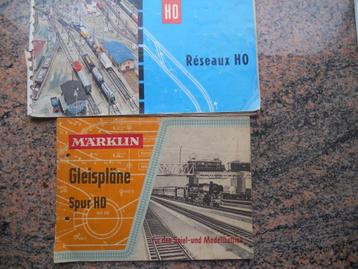 HO
Réseaux HO
MÄRKLIN
Gleispläne
Spur HO
für den Spiel- und Modellbahner